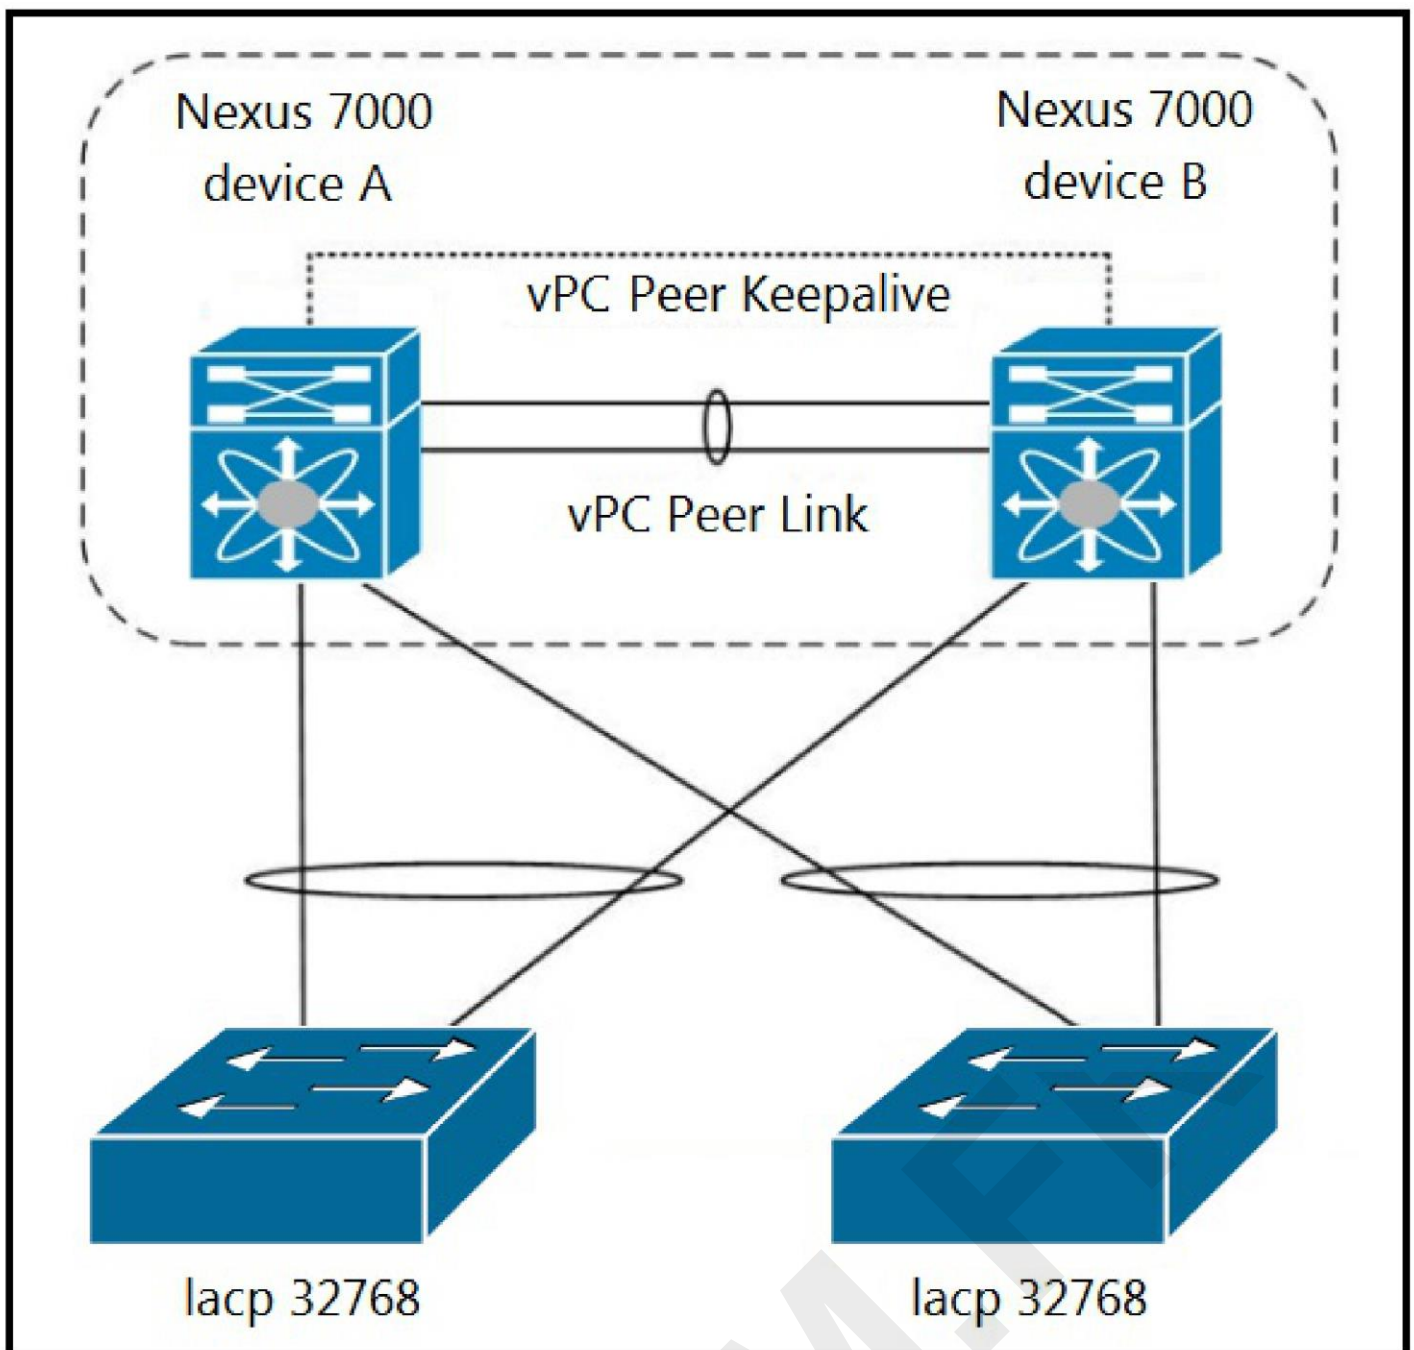 Nexus 7000
device A
Nexus 7000
device B
vPC Peer Keepalive
vPC Peer Link
lacp 32768
lacp 32768